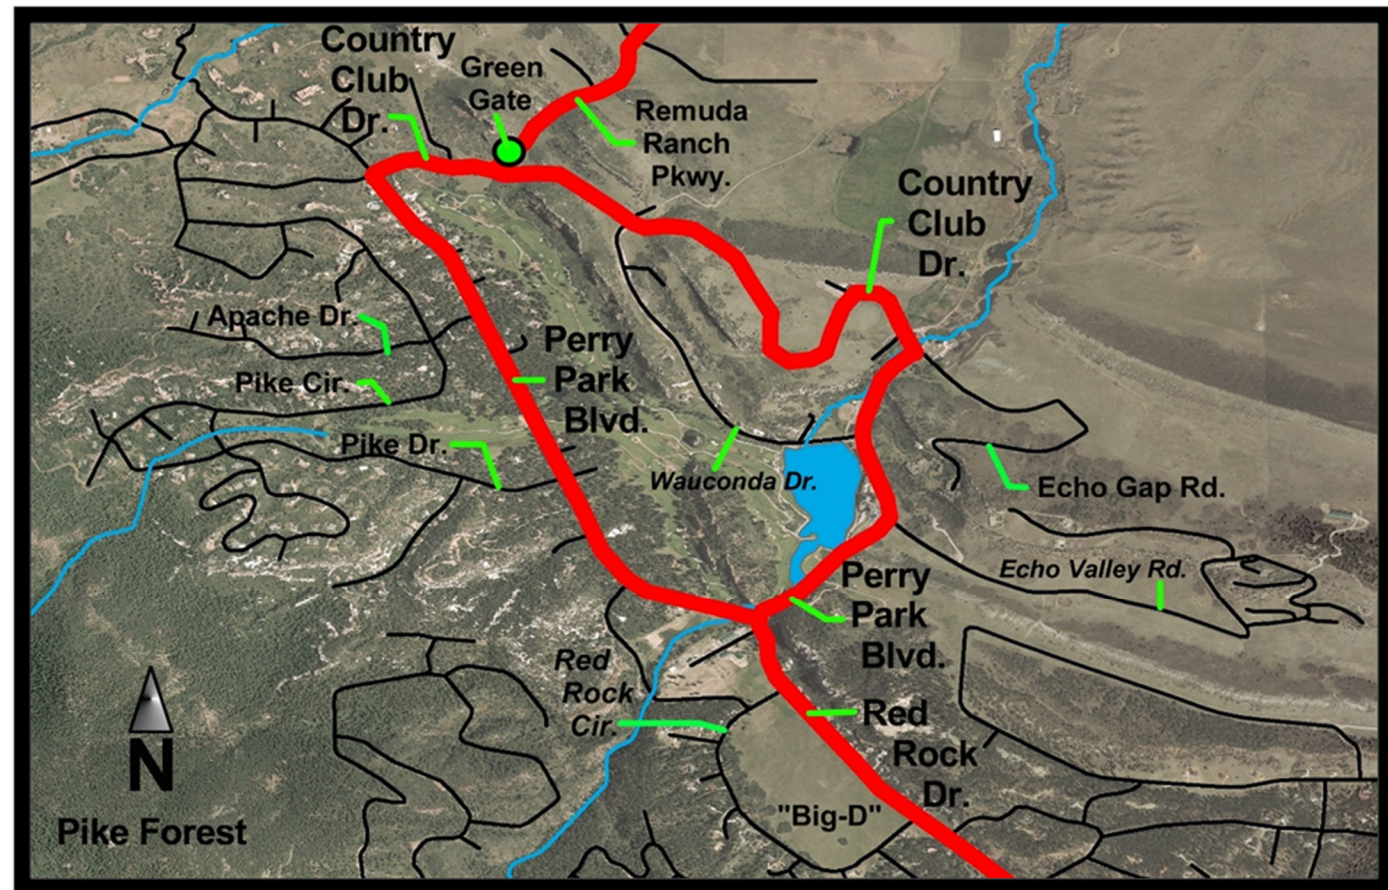 Country
Club
Dr.
Green
Gate
Remuda
Ranch
Pkwy.
Country
Club
Dr.
Apache Dr.
Pike Cir.
Pike Dr.
Perry
Park
Blvd.
Wauconda Dr.
Echo Gap Rd.
Echo Valley Rd.
Perry
Park
Blvd.
Red
Rock
Cir.
Red
Rock
Dr.
"Big-D"
N
Pike Forest